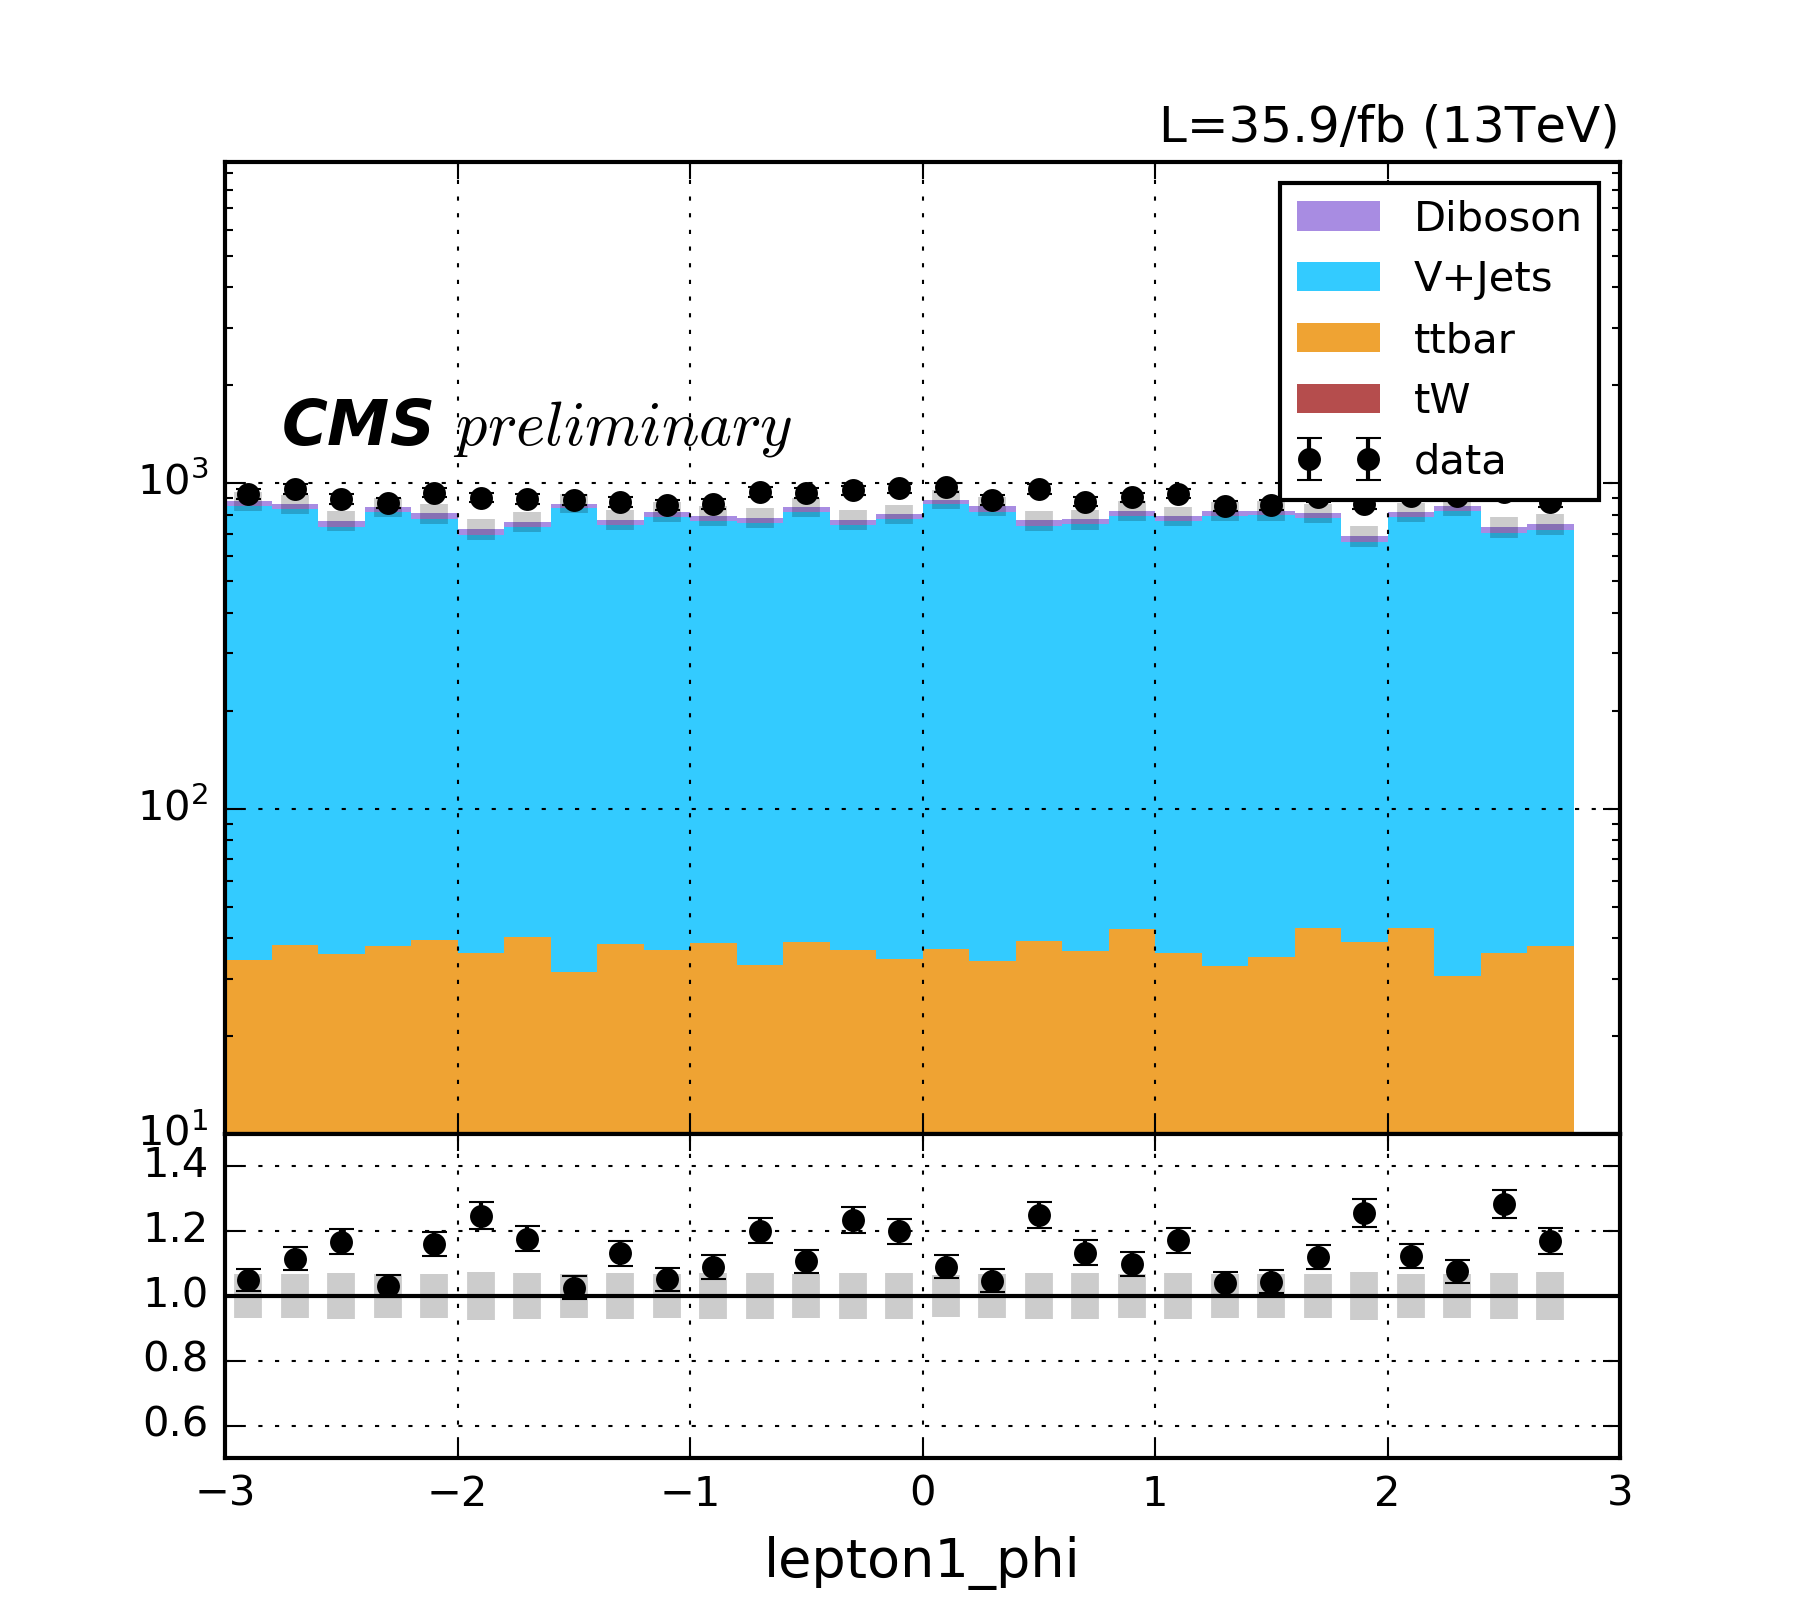 L=35.9/fb (13TeV)
Diboson
V+Jets
ttbar
tW
data
CMS preliminary
10³
10²
10¹
1.4
1.2
1.0
0.8
0.6
−3 −2 −1 0 1 2 3
lepton1_phi